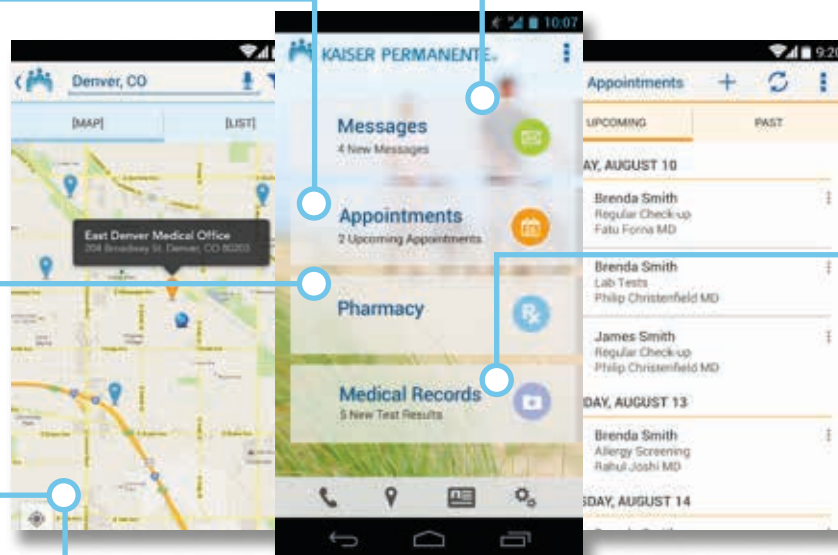 Denver, CO
[MAP]
[LIST]
East Denver Medical Office
204 Broadway St. Denver, CO 80203
10:07
KAISER PERMANENTE®
Messages
4 New Messages
Appointments
2 Upcoming Appointments
Pharmacy
Rx
Medical Records
5 New Test Results
9:20
Appointments
UPCOMING
PAST
AY, AUGUST 10
Brenda Smith
Regular Check-up
Fatu Forna MD
Brenda Smith
Lab Tests
Philip Christenfield MD
James Smith
Regular Check-up
Philip Christenfield MD
DAY, AUGUST 13
Brenda Smith
Allergy Screening
Rahul Joshi MD
SDAY, AUGUST 14